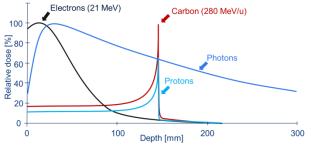 Electrons (21 MeV)
Carbon (280 MeV/u)
Photons
Protons
Relative dose [%]
100
80
60
40
20
0
0
100
200
300
Depth [mm]